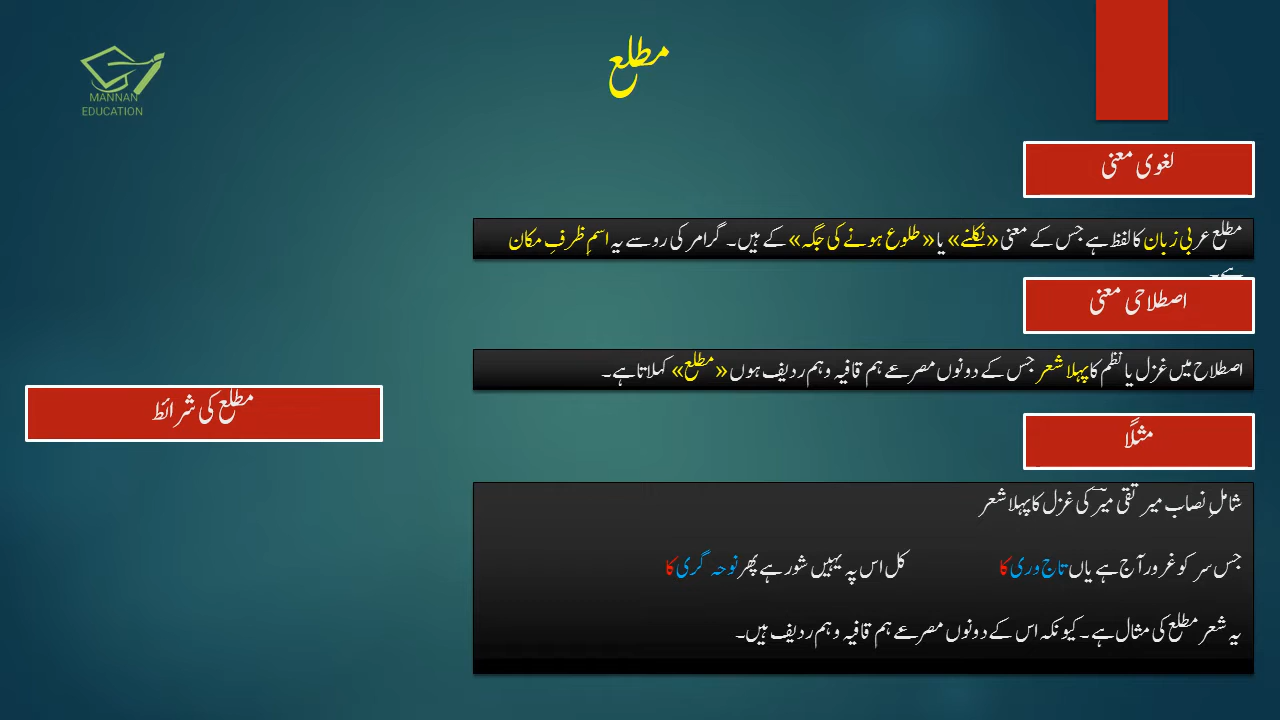 مطلع
MANNAN
EDUCATION
لغوی معنی
مطلع عربی زبان کا لفظ ہے جس کے معنی «نکلنے» یا «طلوع ہونے کی جگہ» کے ہیں۔ گرامر کی رو سے یہ اسمِ ظرفِ مکان
ہے۔
اصطلاحی معنی
اصطلاح میں غزل یا نظم کا پہلا شعر جس کے دونوں مصرعے ہم قافیہ و ہم ردیف ہوں «مطلع» کہلاتا ہے۔
مثلاً
شاملِ نصاب میر تقی میرؔ کی غزل کا پہلا شعر
جس سر کو غرور آج ہے یاں تاج وری کا کل اس پہ یہیں شور ہے پھر نوحہ گری کا
یہ شعر مطلع کی مثال ہے۔ کیونکہ اس کے دونوں مصرعے ہم قافیہ و ہم ردیف ہیں۔
مطلع کی شرائط